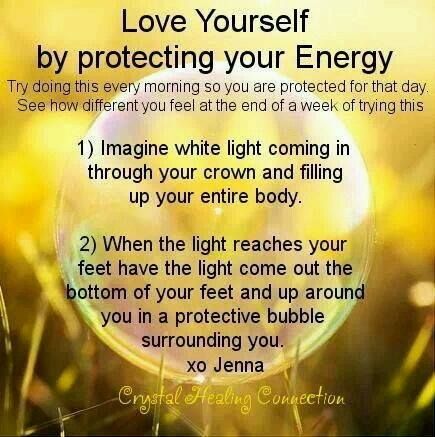 Love Yourself
by protecting your Energy
Try doing this every morning so you are protected for that day.
See how different you feel at the end of a week of trying this
1) Imagine white light coming in
through your crown and filling
up your entire body.
2) When the light reaches your
feet have the light come out the
bottom of your feet and up around
you in a protective bubble
surrounding you.
xo Jenna
Crystal Healing Connection